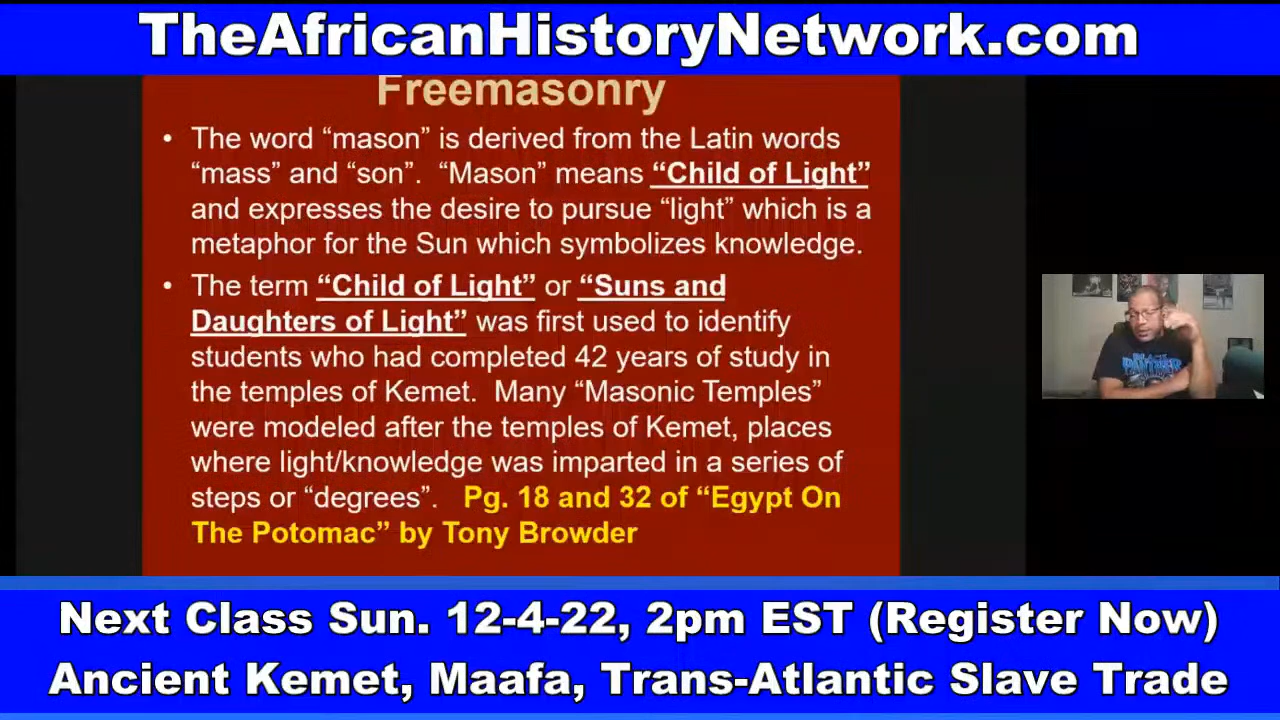 TheAfricanHistoryNetwork.com
Freemasonry
• The word “mason” is derived from the Latin words
“mass” and “son”. “Mason” means “Child of Light”
and expresses the desire to pursue “light” which is a
metaphor for the Sun which symbolizes knowledge.
• The term “Child of Light” or “Suns and
Daughters of Light” was first used to identify
students who had completed 42 years of study in
the temples of Kemet. Many “Masonic Temples”
were modeled after the temples of Kemet, places
where light/knowledge was imparted in a series of
steps or “degrees”. Pg. 18 and 32 of “Egypt On
The Potomac” by Tony Browder
BLACK
PANTHER
Next Class Sun. 12-4-22, 2pm EST (Register Now)
Ancient Kemet, Maafa, Trans-Atlantic Slave Trade